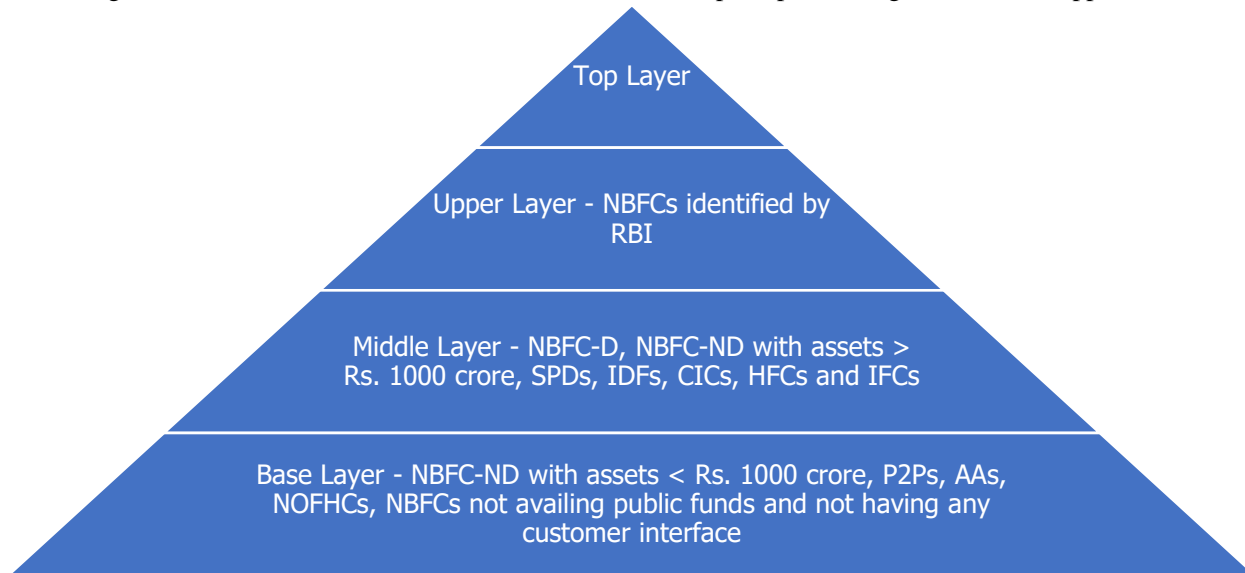 Top Layer
Upper Layer - NBFCs identified by
RBI
Middle Layer - NBFC-D, NBFC-ND with assets >
Rs. 1000 crore, SPDs, IDFs, CICs, HFCs and IFCs
Base Layer - NBFC-ND with assets < Rs. 1000 crore, P2Ps, AAs,
NOFHCs, NBFCs not availing public funds and not having any
customer interface